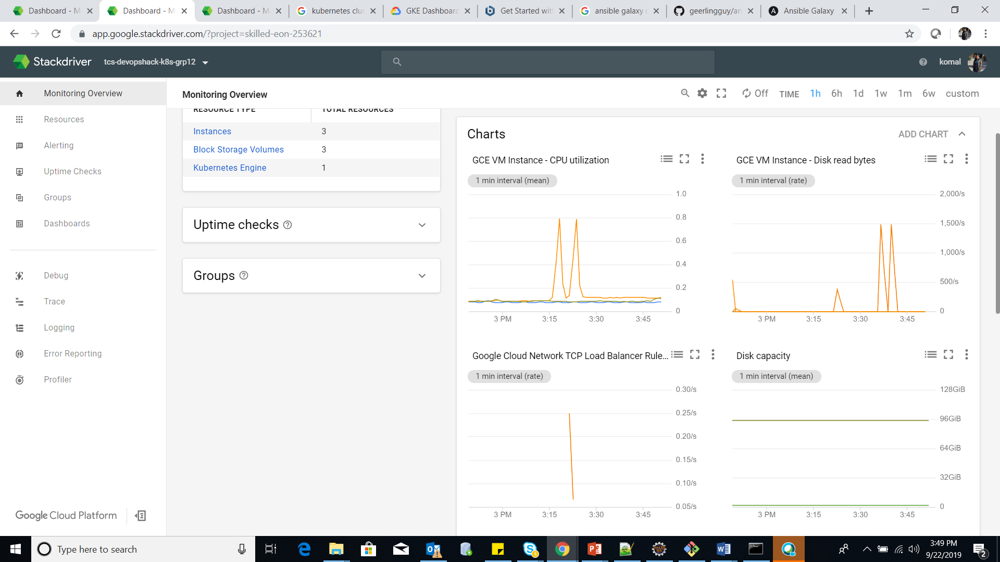 Dashboard - M
Dashboard - M
Dashboard - M
kubernetes clus
GKE Dashboard
Get Started with
ansible galaxy
geerlingguy/an
Ansible Galaxy
app.google.stackdriver.com/?project=skilled-eon-253621
Stackdriver
tcs-devopshack-k8s-grp12
komal
Monitoring Overview
Resources
Alerting
Uptime Checks
Groups
Dashboards
Debug
Trace
Logging
Error Reporting
Profiler
Google Cloud Platform
Monitoring Overview
Off TIME 1h 6h 1d 1w 1m 6w custom
RESOURCE TYPE TOTAL RESOURCES
Instances 3
Block Storage Volumes 3
Kubernetes Engine 1
Uptime checks
Groups
Charts
ADD CHART
GCE VM Instance - CPU utilization
1 min interval (mean)
1.0
0.8
0.6
0.4
0.2
0
3 PM 3:15 3:30 3:45
GCE VM Instance - Disk read bytes
1 min interval (rate)
2,000/s
1,500/s
1,000/s
500/s
0
3 PM 3:15 3:30 3:45
Google Cloud Network TCP Load Balancer Rule...
1 min interval (rate)
0.30/s
0.25/s
0.20/s
0.15/s
0.10/s
0.05/s
3 PM 3:15 3:30 3:45
Disk capacity
1 min interval (mean)
128GiB
96GiB
64GiB
32GiB
0
3 PM 3:15 3:30 3:45
Type here to search
3:49 PM
9/22/2019
2